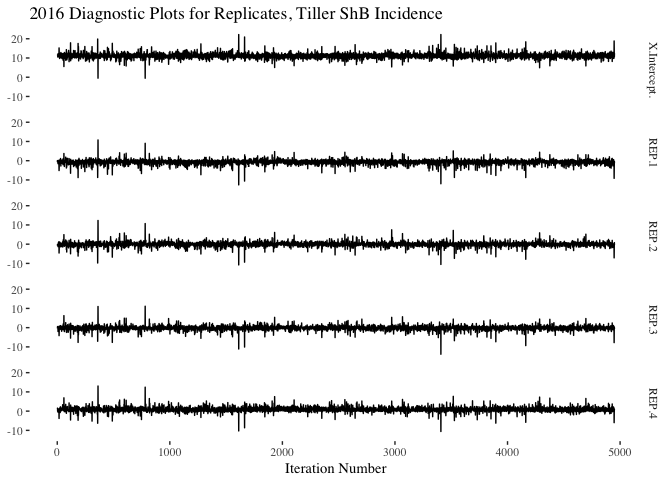 2016 Diagnostic Plots for Replicates, Tiller ShB Incidence
20
10
0
-10
X.Intercept.
20
10
0
-10
REP.1
20
10
0
-10
REP.2
20
10
0
-10
REP.3
20
10
0
-10
REP.4
0 1000 2000 3000 4000 5000
Iteration Number